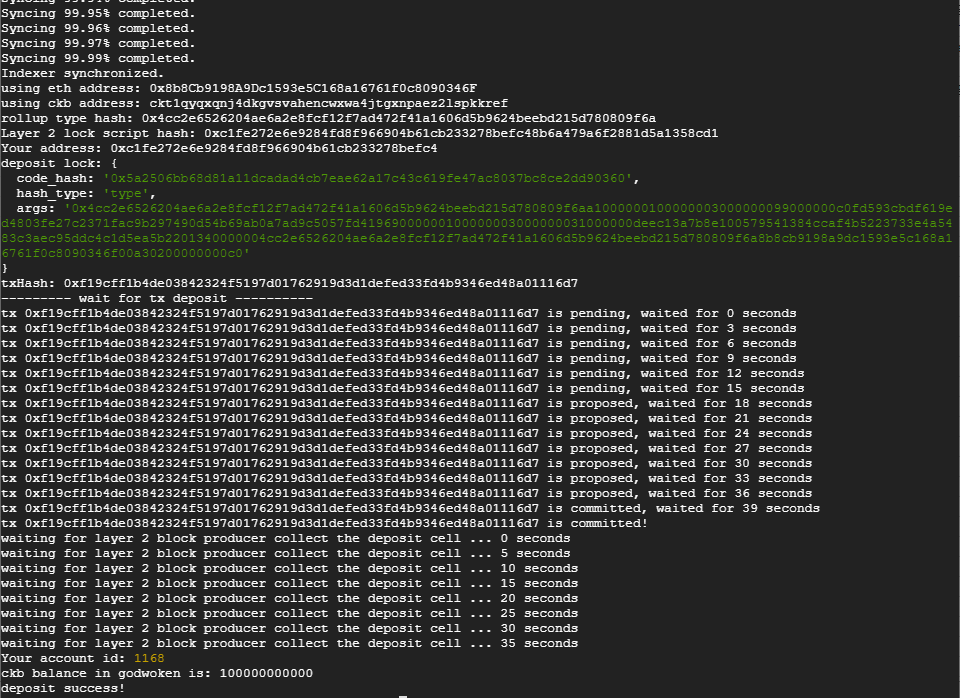 Syncing 99.94% completed.
Syncing 99.95% completed.
Syncing 99.96% completed.
Syncing 99.97% completed.
Syncing 99.99% completed.
Indexer synchronized.
using eth address: 0x8b8Cb9198A9Dc1593e5C168a16761f0c8090346F
using ckb address: ckt1qyqxqnj4dkgvsvahencwxwa4jtgxnpaez2lspkkref
rollup type hash: 0x4cc2e6526204ae6a2e8fcf12f7ad472f41a1606d5b9624beebd215d780809f6a
Layer 2 lock script hash: 0xc1fe272e6e9284fd8f966904b61cb233278befc48b6a479a6f2881d5a1358cd1
Your address: 0xc1fe272e6e9284fd8f966904b61cb233278befc4
deposit lock: {
  code_hash: '0x5a2506bb68d81a11dcadad4cb7eae62a17c43c619fe47ac8037bc8ce2dd90360',
  hash_type: 'type',
  args: '0x4cc2e6526204ae6a2e8fcf12f7ad472f41a1606d5b9624beebd215d780809f6aa1000000100000003000000099000000c0fd593cbdf619e
d4803fe27c2371fac9b297490d54b69ab0a7ad9c5057fd41969000000100000003000000031000000deec13a7b8e100579541384ccaf4b5223733e4a54
83c3aec95ddc4c1d5ea5b2201340000004cc2e6526204ae6a2e8fcf12f7ad472f41a1606d5b9624beebd215d780809f6a8b8cb9198a9dc1593e5c168a1
6761f0c8090346f00a30200000000c0'
}
txHash: 0xf19cff1b4de03842324f5197d01762919d3d1defed33fd4b9346ed48a01116d7
--------- wait for tx deposit ----------
tx 0xf19cff1b4de03842324f5197d01762919d3d1defed33fd4b9346ed48a01116d7 is pending, waited for 0 seconds
tx 0xf19cff1b4de03842324f5197d01762919d3d1defed33fd4b9346ed48a01116d7 is pending, waited for 3 seconds
tx 0xf19cff1b4de03842324f5197d01762919d3d1defed33fd4b9346ed48a01116d7 is pending, waited for 6 seconds
tx 0xf19cff1b4de03842324f5197d01762919d3d1defed33fd4b9346ed48a01116d7 is pending, waited for 9 seconds
tx 0xf19cff1b4de03842324f5197d01762919d3d1defed33fd4b9346ed48a01116d7 is pending, waited for 12 seconds
tx 0xf19cff1b4de03842324f5197d01762919d3d1defed33fd4b9346ed48a01116d7 is pending, waited for 15 seconds
tx 0xf19cff1b4de03842324f5197d01762919d3d1defed33fd4b9346ed48a01116d7 is proposed, waited for 18 seconds
tx 0xf19cff1b4de03842324f5197d01762919d3d1defed33fd4b9346ed48a01116d7 is proposed, waited for 21 seconds
tx 0xf19cff1b4de03842324f5197d01762919d3d1defed33fd4b9346ed48a01116d7 is proposed, waited for 24 seconds
tx 0xf19cff1b4de03842324f5197d01762919d3d1defed33fd4b9346ed48a01116d7 is proposed, waited for 27 seconds
tx 0xf19cff1b4de03842324f5197d01762919d3d1defed33fd4b9346ed48a01116d7 is proposed, waited for 30 seconds
tx 0xf19cff1b4de03842324f5197d01762919d3d1defed33fd4b9346ed48a01116d7 is proposed, waited for 33 seconds
tx 0xf19cff1b4de03842324f5197d01762919d3d1defed33fd4b9346ed48a01116d7 is proposed, waited for 36 seconds
tx 0xf19cff1b4de03842324f5197d01762919d3d1defed33fd4b9346ed48a01116d7 is committed, waited for 39 seconds
tx 0xf19cff1b4de03842324f5197d01762919d3d1defed33fd4b9346ed48a01116d7 is committed!
waiting for layer 2 block producer collect the deposit cell ... 0 seconds
waiting for layer 2 block producer collect the deposit cell ... 5 seconds
waiting for layer 2 block producer collect the deposit cell ... 10 seconds
waiting for layer 2 block producer collect the deposit cell ... 15 seconds
waiting for layer 2 block producer collect the deposit cell ... 20 seconds
waiting for layer 2 block producer collect the deposit cell ... 25 seconds
waiting for layer 2 block producer collect the deposit cell ... 30 seconds
waiting for layer 2 block producer collect the deposit cell ... 35 seconds
Your account id: 1168
ckb balance in godwoken is: 100000000000
deposit success!